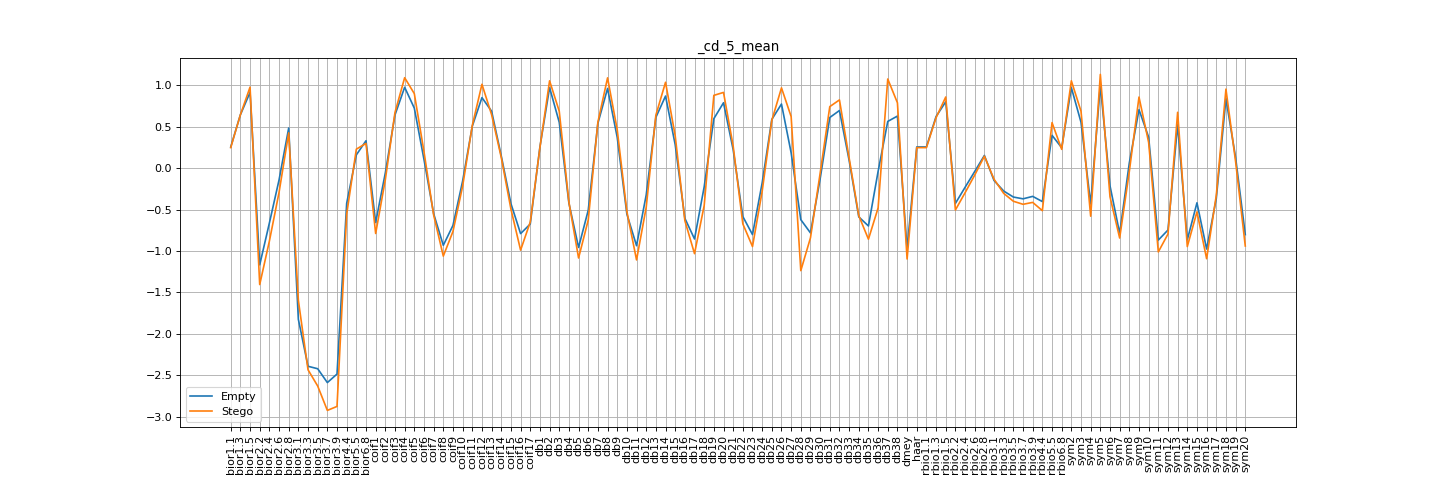 _cd_5_mean
1.0
0.5
0.0
−0.5
−1.0
−1.5
−2.0
−2.5
−3.0
Empty
Stego
bior1.1
bior1.3
bior1.5
bior2.2
bior2.4
bior2.6
bior2.8
bior3.1
bior3.3
bior3.5
bior3.7
bior3.9
bior4.4
bior5.5
bior6.8
coif1
coif2
coif3
coif4
coif5
coif6
coif7
coif8
coif9
coif10
coif11
coif12
coif13
coif14
coif15
coif16
coif17
db1
db2
db3
db4
db5
db6
db7
db8
db9
db10
db11
db12
db13
db14
db15
db16
db17
db18
db19
db20
db21
db22
db23
db24
db25
db26
db27
db28
db29
db30
db31
db32
db33
db34
db35
db36
db37
db38
dmey
haar
rbio1.1
rbio1.3
rbio1.5
rbio2.2
rbio2.4
rbio2.6
rbio2.8
rbio3.1
rbio3.3
rbio3.5
rbio3.7
rbio3.9
rbio4.4
rbio5.5
rbio6.8
sym2
sym3
sym4
sym5
sym6
sym7
sym8
sym9
sym10
sym11
sym12
sym13
sym14
sym15
sym16
sym17
sym18
sym19
sym20